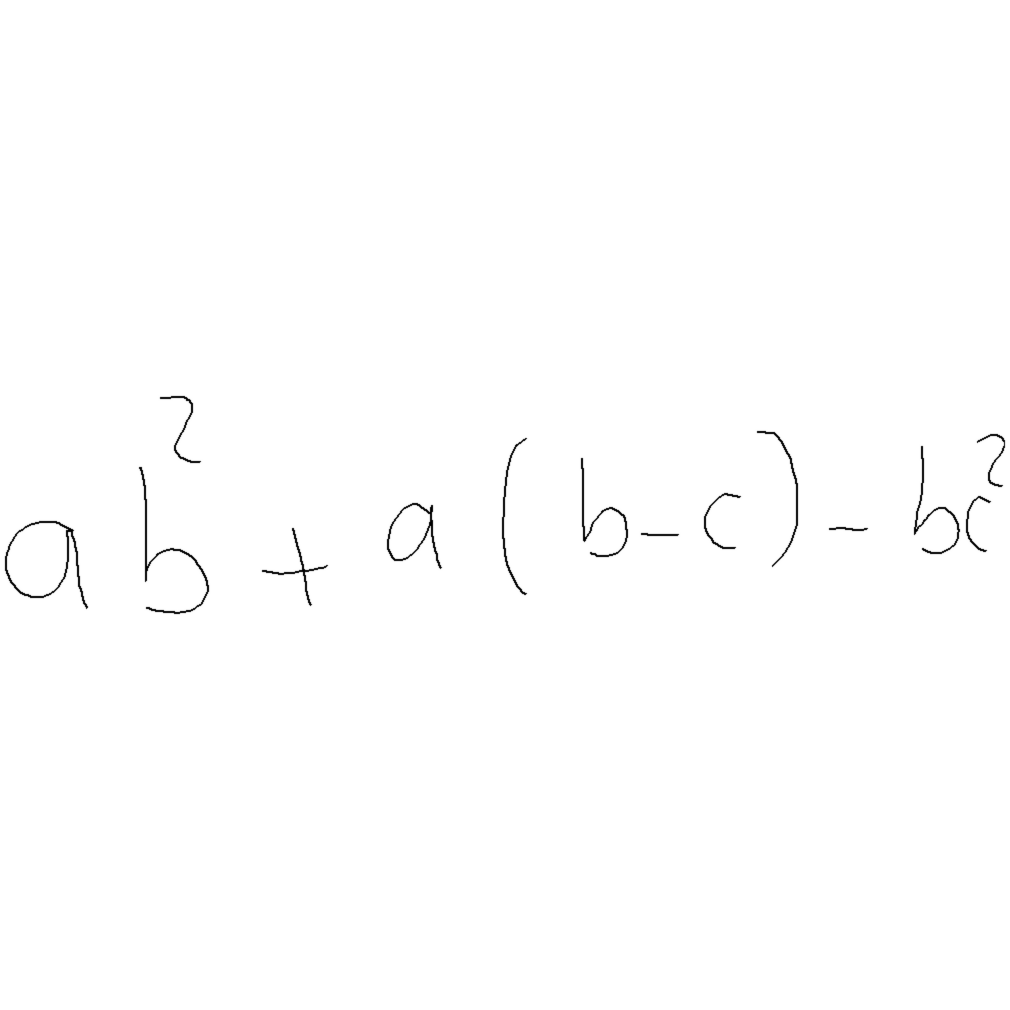 ab² + a(b-c) - bc²